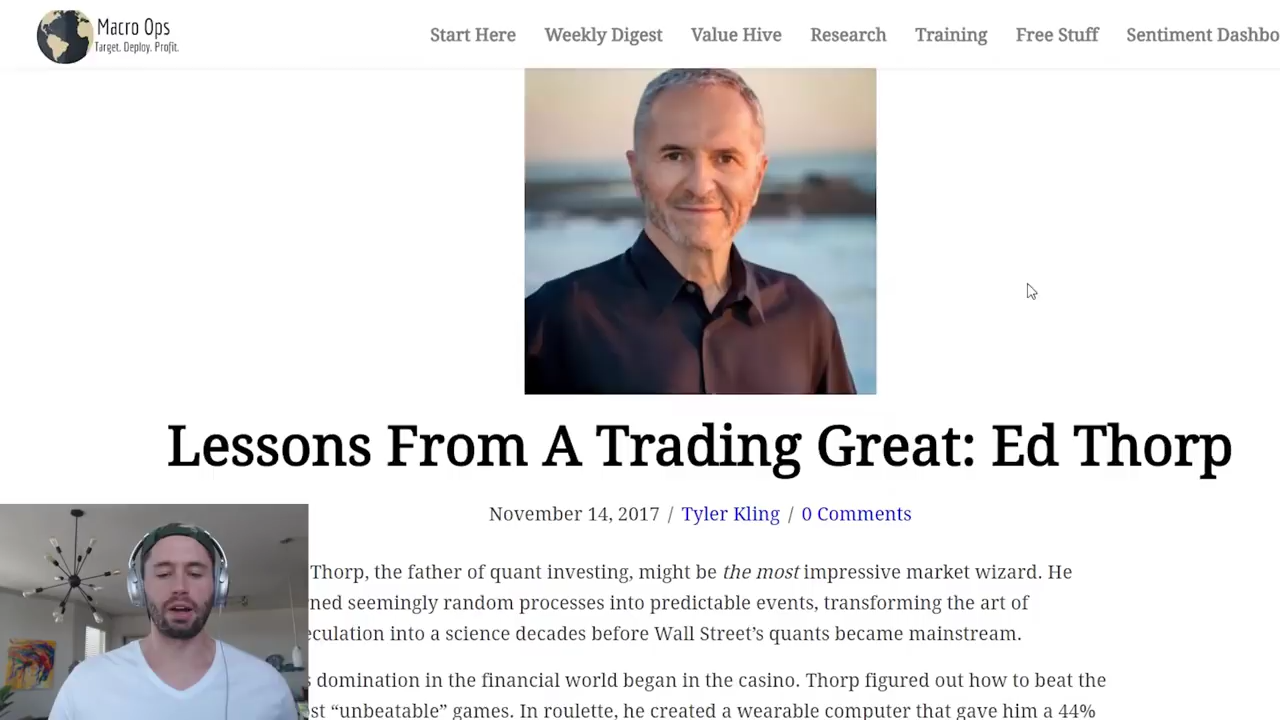 Macro Ops
Target. Deploy. Profit.
Start Here Weekly Digest Value Hive Research Training Free Stuff Sentiment Dashbo
Lessons From A Trading Great: Ed Thorp
November 14, 2017 / Tyler Kling / 0 Comments
Thorp, the father of quant investing, might be the most impressive market wizard. He
ned seemingly random processes into predictable events, transforming the art of
eculation into a science decades before Wall Street’s quants became mainstream.
s domination in the financial world began in the casino. Thorp figured out how to beat the
st “unbeatable” games. In roulette, he created a wearable computer that gave him a 44%